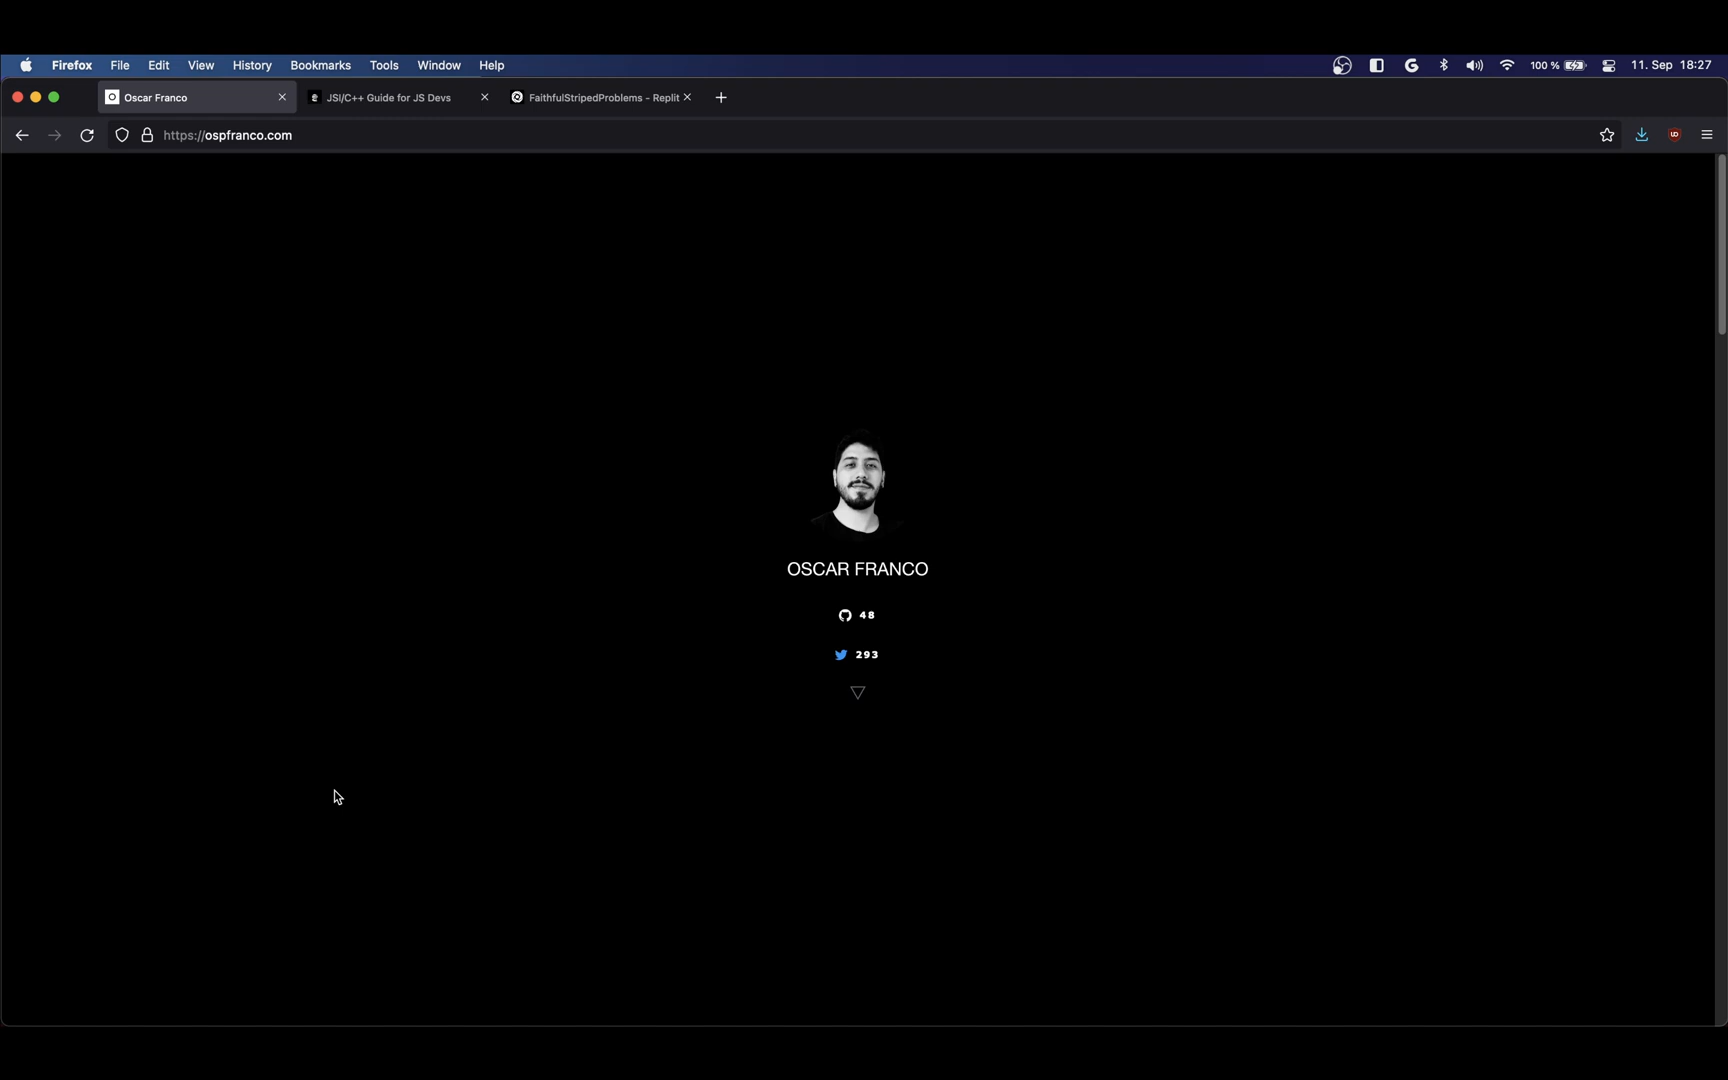 Firefox File Edit View History Bookmarks Tools Window Help 100 % 11. Sep 18:27
Oscar Franco JSI/C++ Guide for JS Devs FaithfulStripedProblems - Replit
https://ospfranco.com
OSCAR FRANCO
48
293